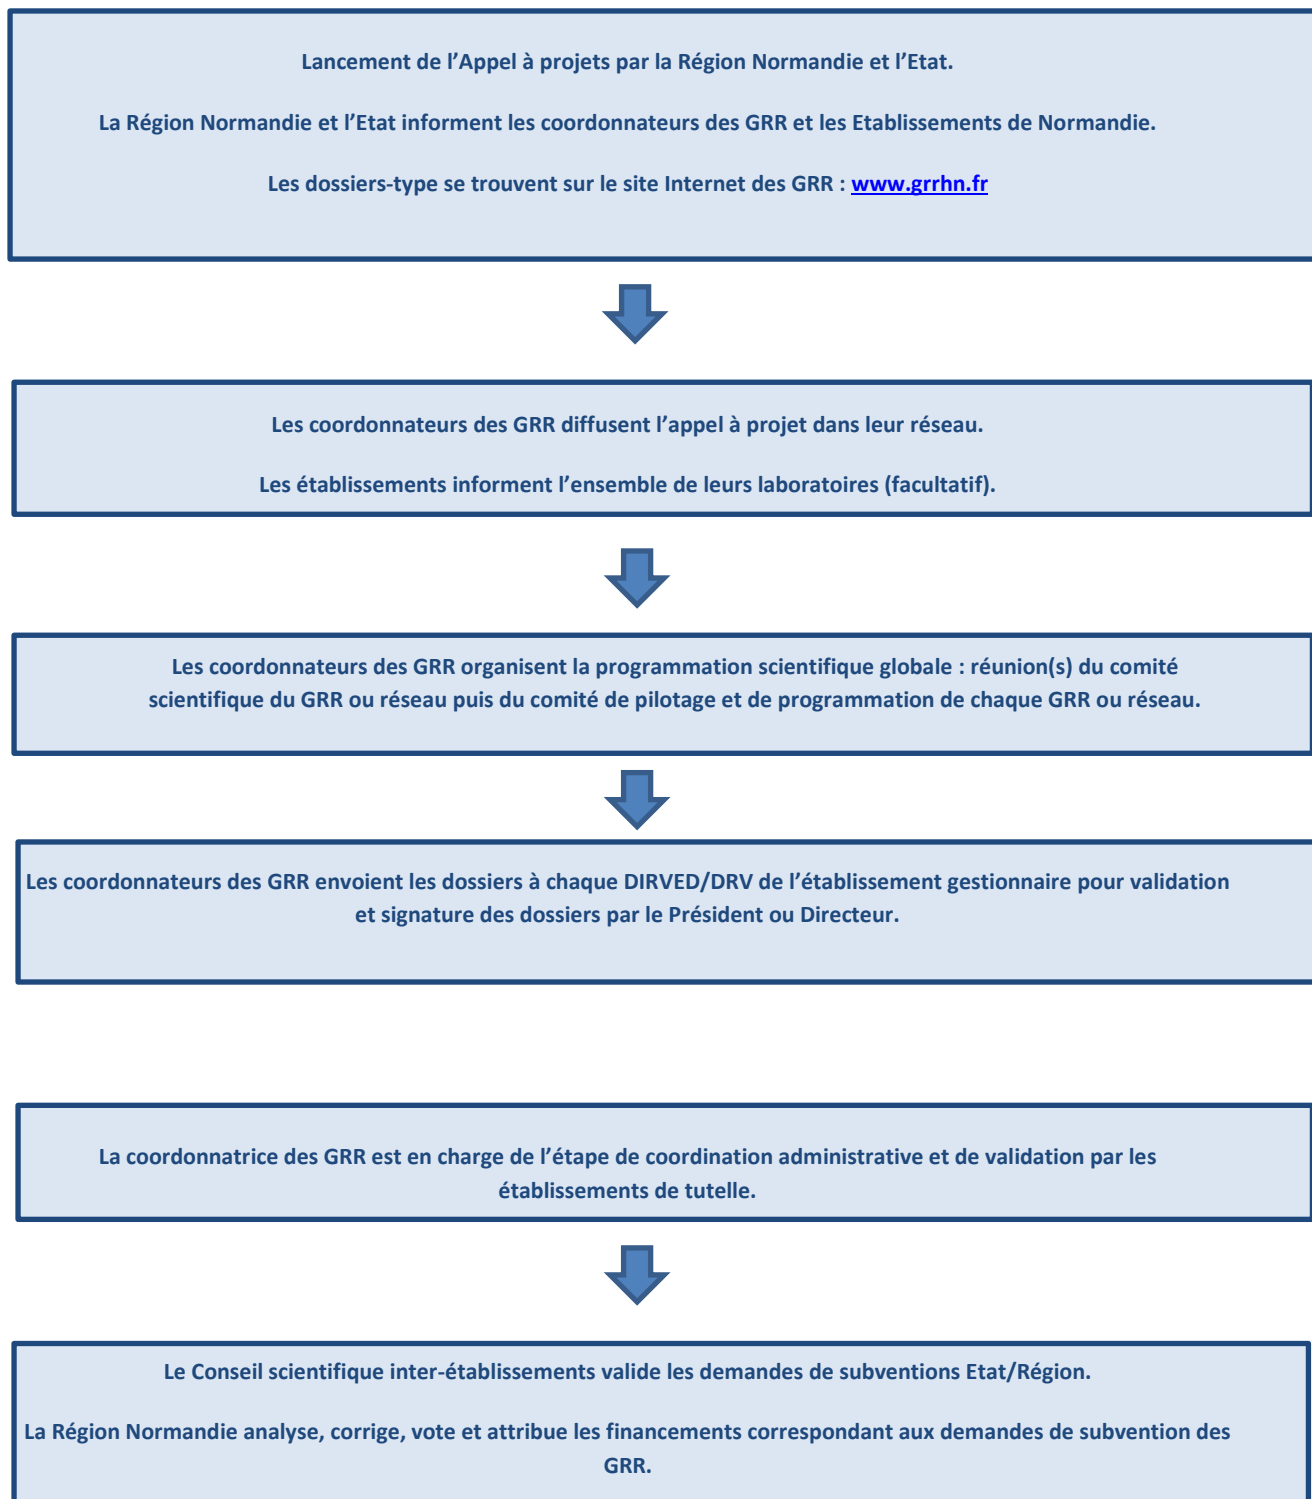 Lancement de l’Appel à projets par la Région Normandie et l’Etat.
La Région Normandie et l’Etat informent les coordonnateurs des GRR et les Etablissements de Normandie.
Les dossiers-type se trouvent sur le site Internet des GRR : www.grrhn.fr
Les coordonnateurs des GRR diffusent l’appel à projet dans leur réseau.
Les établissements informent l’ensemble de leurs laboratoires (facultatif).
Les coordonnateurs des GRR organisent la programmation scientifique globale : réunion(s) du comité
scientifique du GRR ou réseau puis du comité de pilotage et de programmation de chaque GRR ou réseau.
Les coordonnateurs des GRR envoient les dossiers à chaque DIRVED/DRV de l’établissement gestionnaire pour validation
et signature des dossiers par le Président ou Directeur.
La coordonnatrice des GRR est en charge de l’étape de coordination administrative et de validation par les
établissements de tutelle.
Le Conseil scientifique inter-établissements valide les demandes de subventions Etat/Région.
La Région Normandie analyse, corrige, vote et attribue les financements correspondant aux demandes de subvention des
GRR.